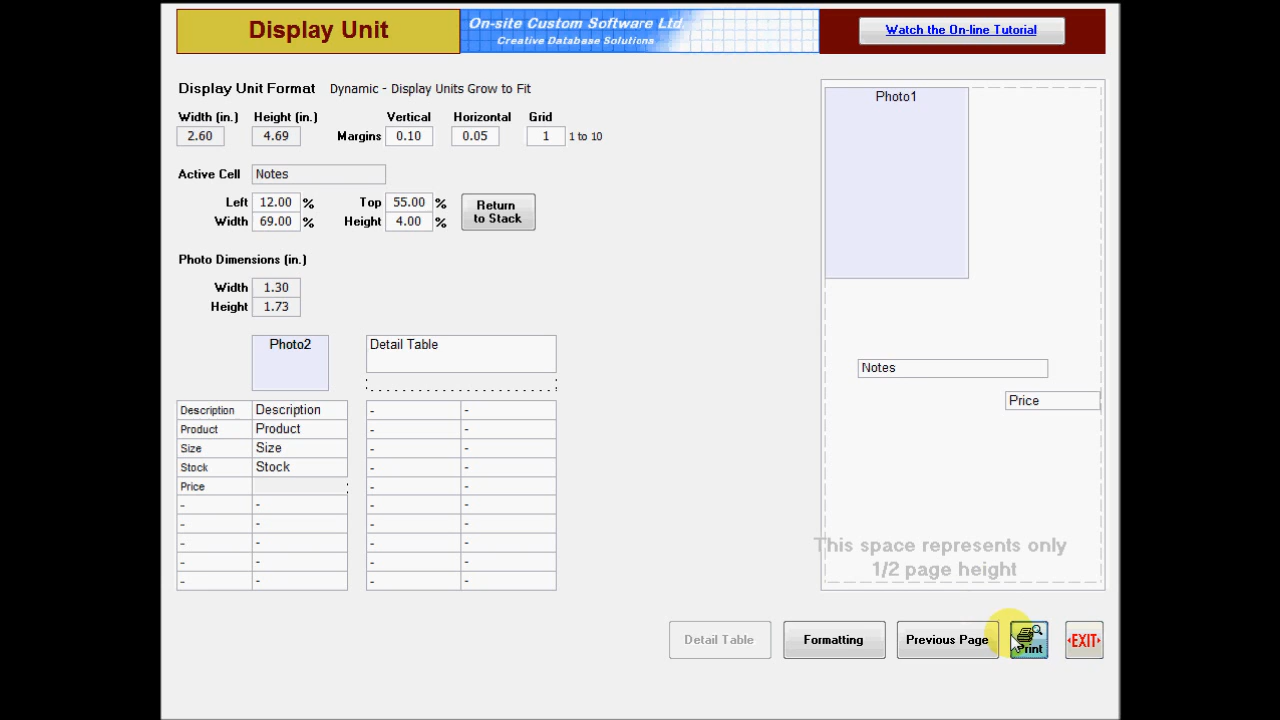 Display Unit
On-site Custom Software Ltd.
Creative Database Solutions
Watch the On-line Tutorial
Display Unit Format Dynamic - Display Units Grow to Fit
Width (in.) Height (in.) Vertical Horizontal Grid
2.60 4.69 Margins 0.10 0.05 1 1 to 10
Active Cell Notes
Left 12.00 % Top 55.00 %
Width 69.00 % Height 4.00 %
Return
to Stack
Photo Dimensions (in.)
Width 1.30
Height 1.73
Photo2 Detail Table
Description Description - -
Product Product - -
Size Size - -
Stock Stock - -
Price - -
- - - -
- - - -
- - - -
- - - -
- - - -
Photo1
Notes
Price
This space represents only
1/2 page height
Detail Table Formatting Previous Page Print EXIT